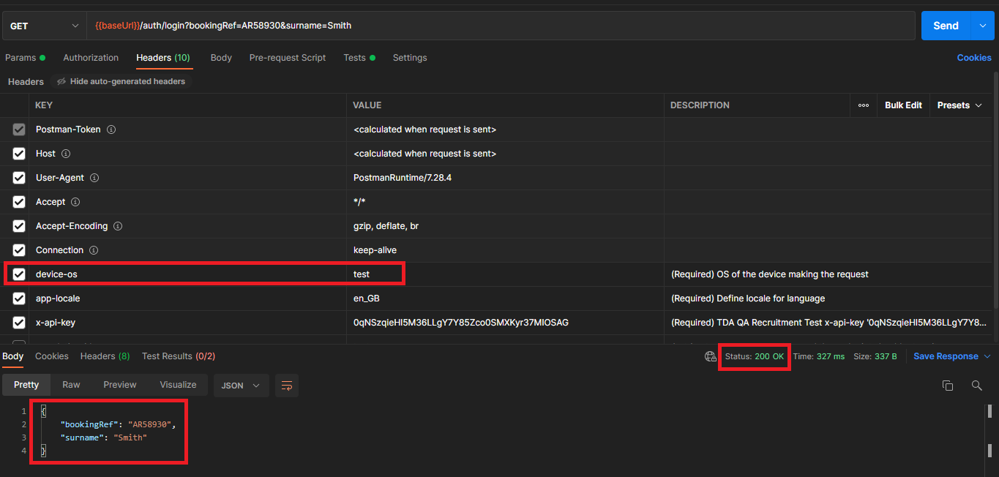 GET {{baseUrl}}/auth/login?bookingRef=AR58930&surname=Smith Send
Params Authorization Headers (10) Body Pre-request Script Tests Settings Cookies
Headers Hide auto-generated headers
KEY VALUE DESCRIPTION Bulk Edit Presets
Postman-Token <calculated when request is sent>
Host <calculated when request is sent>
User-Agent PostmanRuntime/7.28.4
Accept */*
Accept-Encoding gzip, deflate, br
Connection keep-alive
device-os test (Required) OS of the device making the request
app-locale en_GB (Required) Define locale for language
x-api-key 0qNSzqieHI5M36LLgY7Y85Zco0SMXKyr37MIOSAG (Required) TDA QA Recruitment Test x-api-key '0qNSzqieHI5M36LLgY7Y8...
Body Cookies Headers (8) Test Results (0/2) Status: 200 OK Time: 327 ms Size: 337 B Save Response
Pretty Raw Preview Visualize JSON
1 {
2 "bookingRef": "AR58930",
3 "surname": "Smith"
4 }